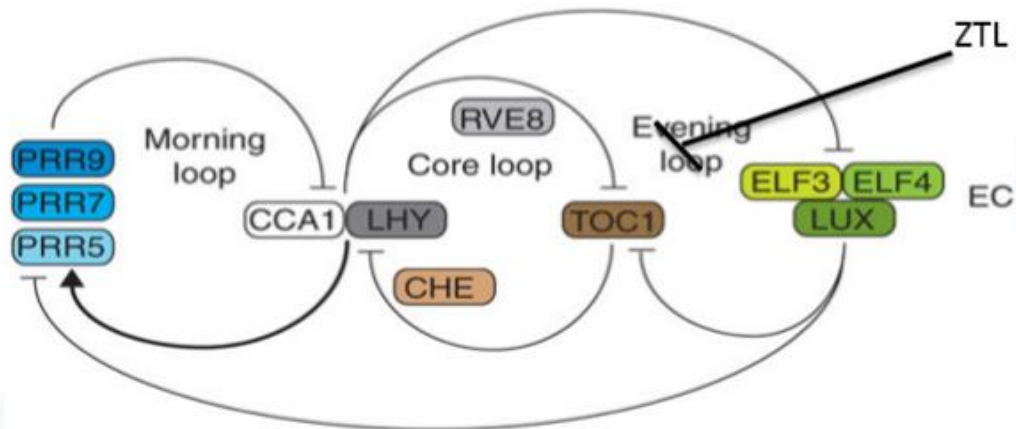 ZTL
PRR9
PRR7
PRR5
Morning
loop
CCA1
LHY
RVE8
Core loop
CHE
TOC1
Evening
loop
ELF3
ELF4
LUX
EC